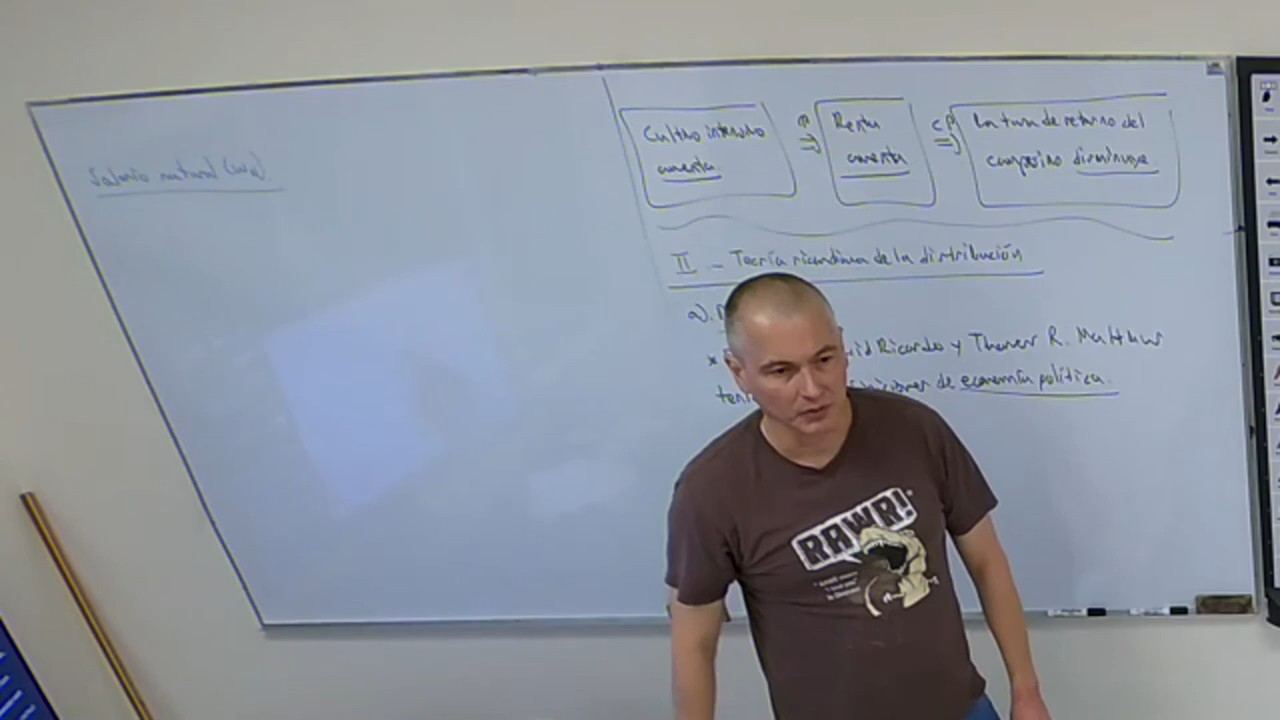 Salario natural
Cultivo intensivo
aumenta
Renta
aumenta
La tasa de retorno del
campesino disminuye
II - Teoría ricardiana de la distribución
a).
* Ricardo y Thomas R. Malthus
de economía política.
RAWR!